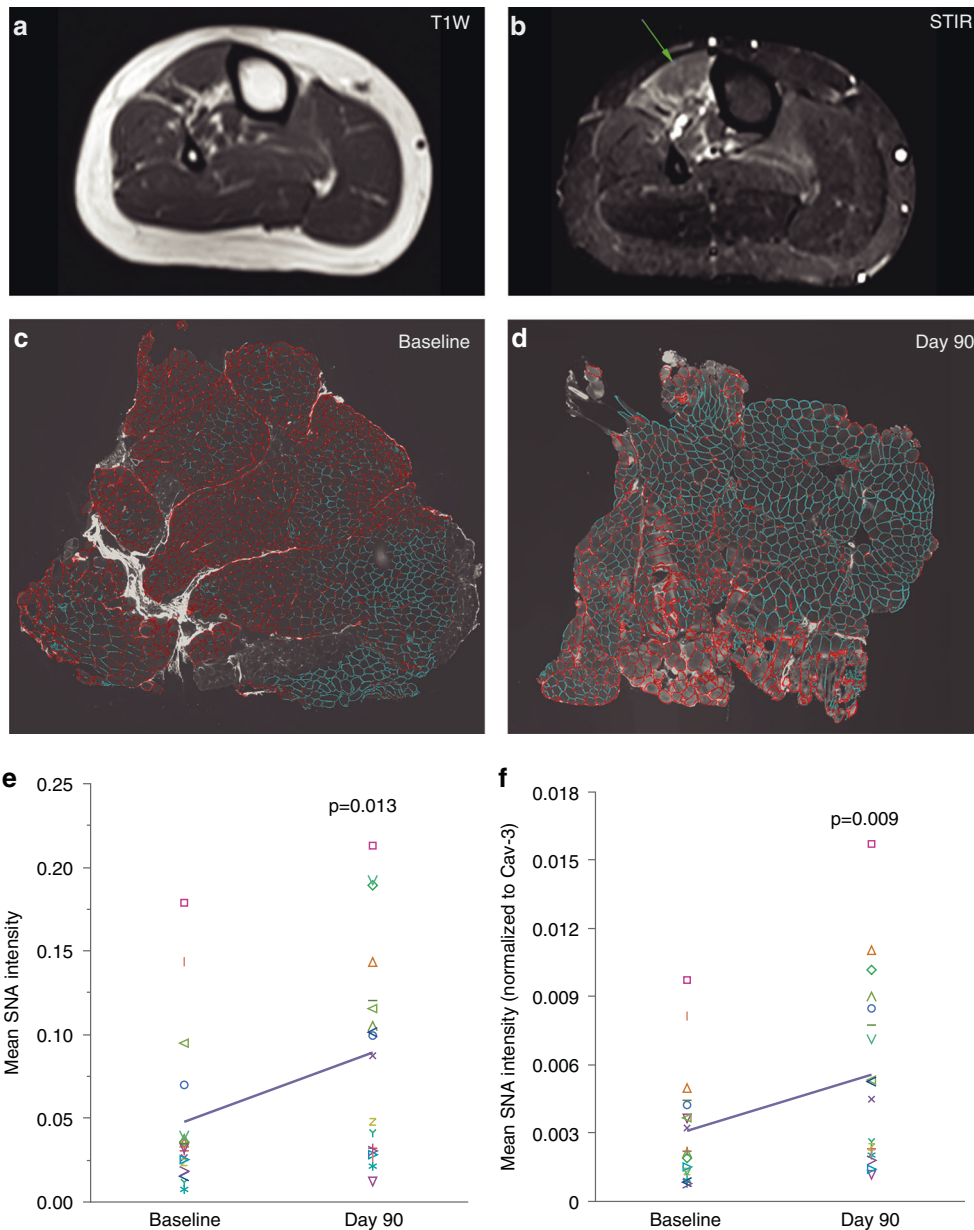 a
T1W
b
STIR
c
Baseline
d
Day 90
e
0.25
0.20
0.15
0.10
0.05
0.00
Mean SNA intensity
p=0.013
Baseline
Day 90
f
0.018
0.015
0.012
0.009
0.006
0.003
0
Mean SNA intensity (normalized to Cav-3)
p=0.009
Baseline
Day 90